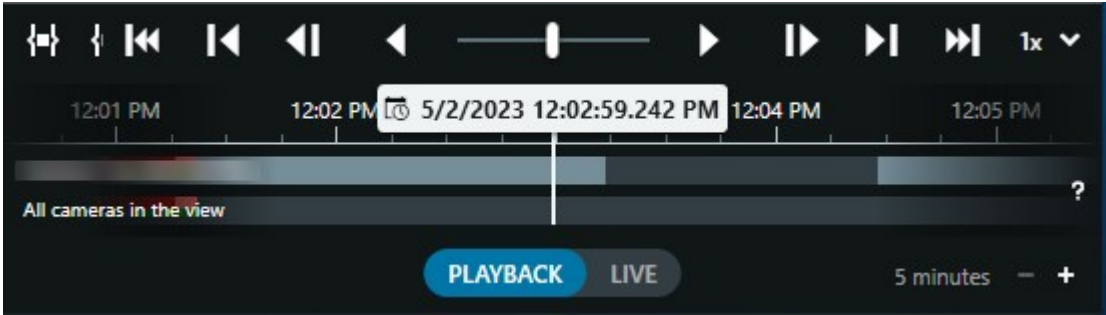 1x
12:01 PM
12:02 PM
5/2/2023 12:02:59.242 PM
12:04 PM
12:05 PM
?
All cameras in the view
PLAYBACK
LIVE
5 minutes - +